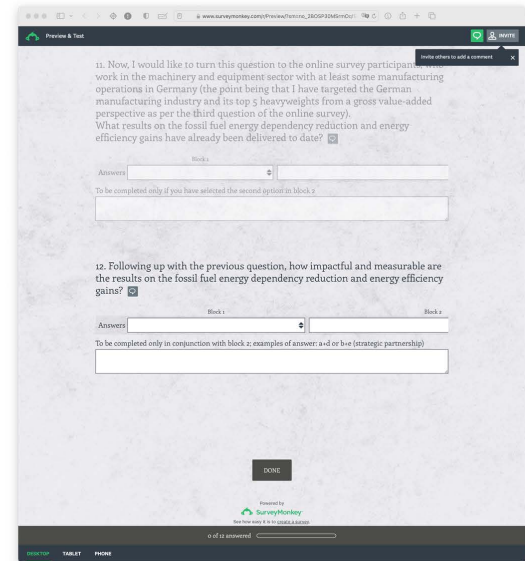 www.surveymonkey.com/r/Preview/?sm=
Preview & Test
INVITE
Invite others to add a comment
11. Now, I would like to turn this question to the online survey participants, who
work in the machinery and equipment sector with at least some manufacturing
operations in Germany (the point being that I have targeted the German
manufacturing industry and its top 5 heavyweights from a gross value-added
perspective as per the third question of the online survey).
What results on the fossil fuel energy dependency reduction and energy
efficiency gains have already been delivered to date?
Block 1
Answers
To be completed only if you have selected the second option in block 2
12. Following up with the previous question, how impactful and measurable are
the results on the fossil fuel energy dependency reduction and energy efficiency
gains?
Block 1 Block 2
Answers
To be completed only in conjunction with block 2; examples of answer: a+d or b+e (strategic partnership)
DONE
Powered by
SurveyMonkey
See how easy it is to create a survey.
0 of 12 answered
DESKTOP TABLET PHONE